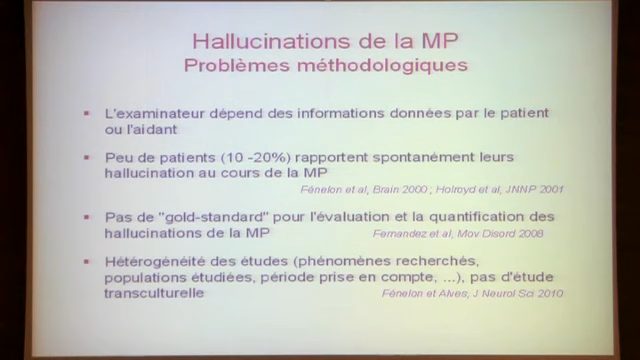 Hallucinations de la MP
Problèmes méthodologiques
▪ L'examinateur dépend des informations données par le patient
ou l'aidant
▪ Peu de patients (10 -20%) rapportent spontanément leurs
hallucination au cours de la MP
Fénelon et al, Brain 2000 ; Holroyd et al, JNNP 2001
▪ Pas de "gold-standard" pour l'évaluation et la quantification des
hallucinations de la MP
Fernandez et al, Mov Disord 2008
▪ Hétérogénéité des études (phénomènes recherchés,
populations étudiées, période prise en compte, ...), pas d'étude
transculturelle
Fénelon et Alves, J Neurol Sci 2010